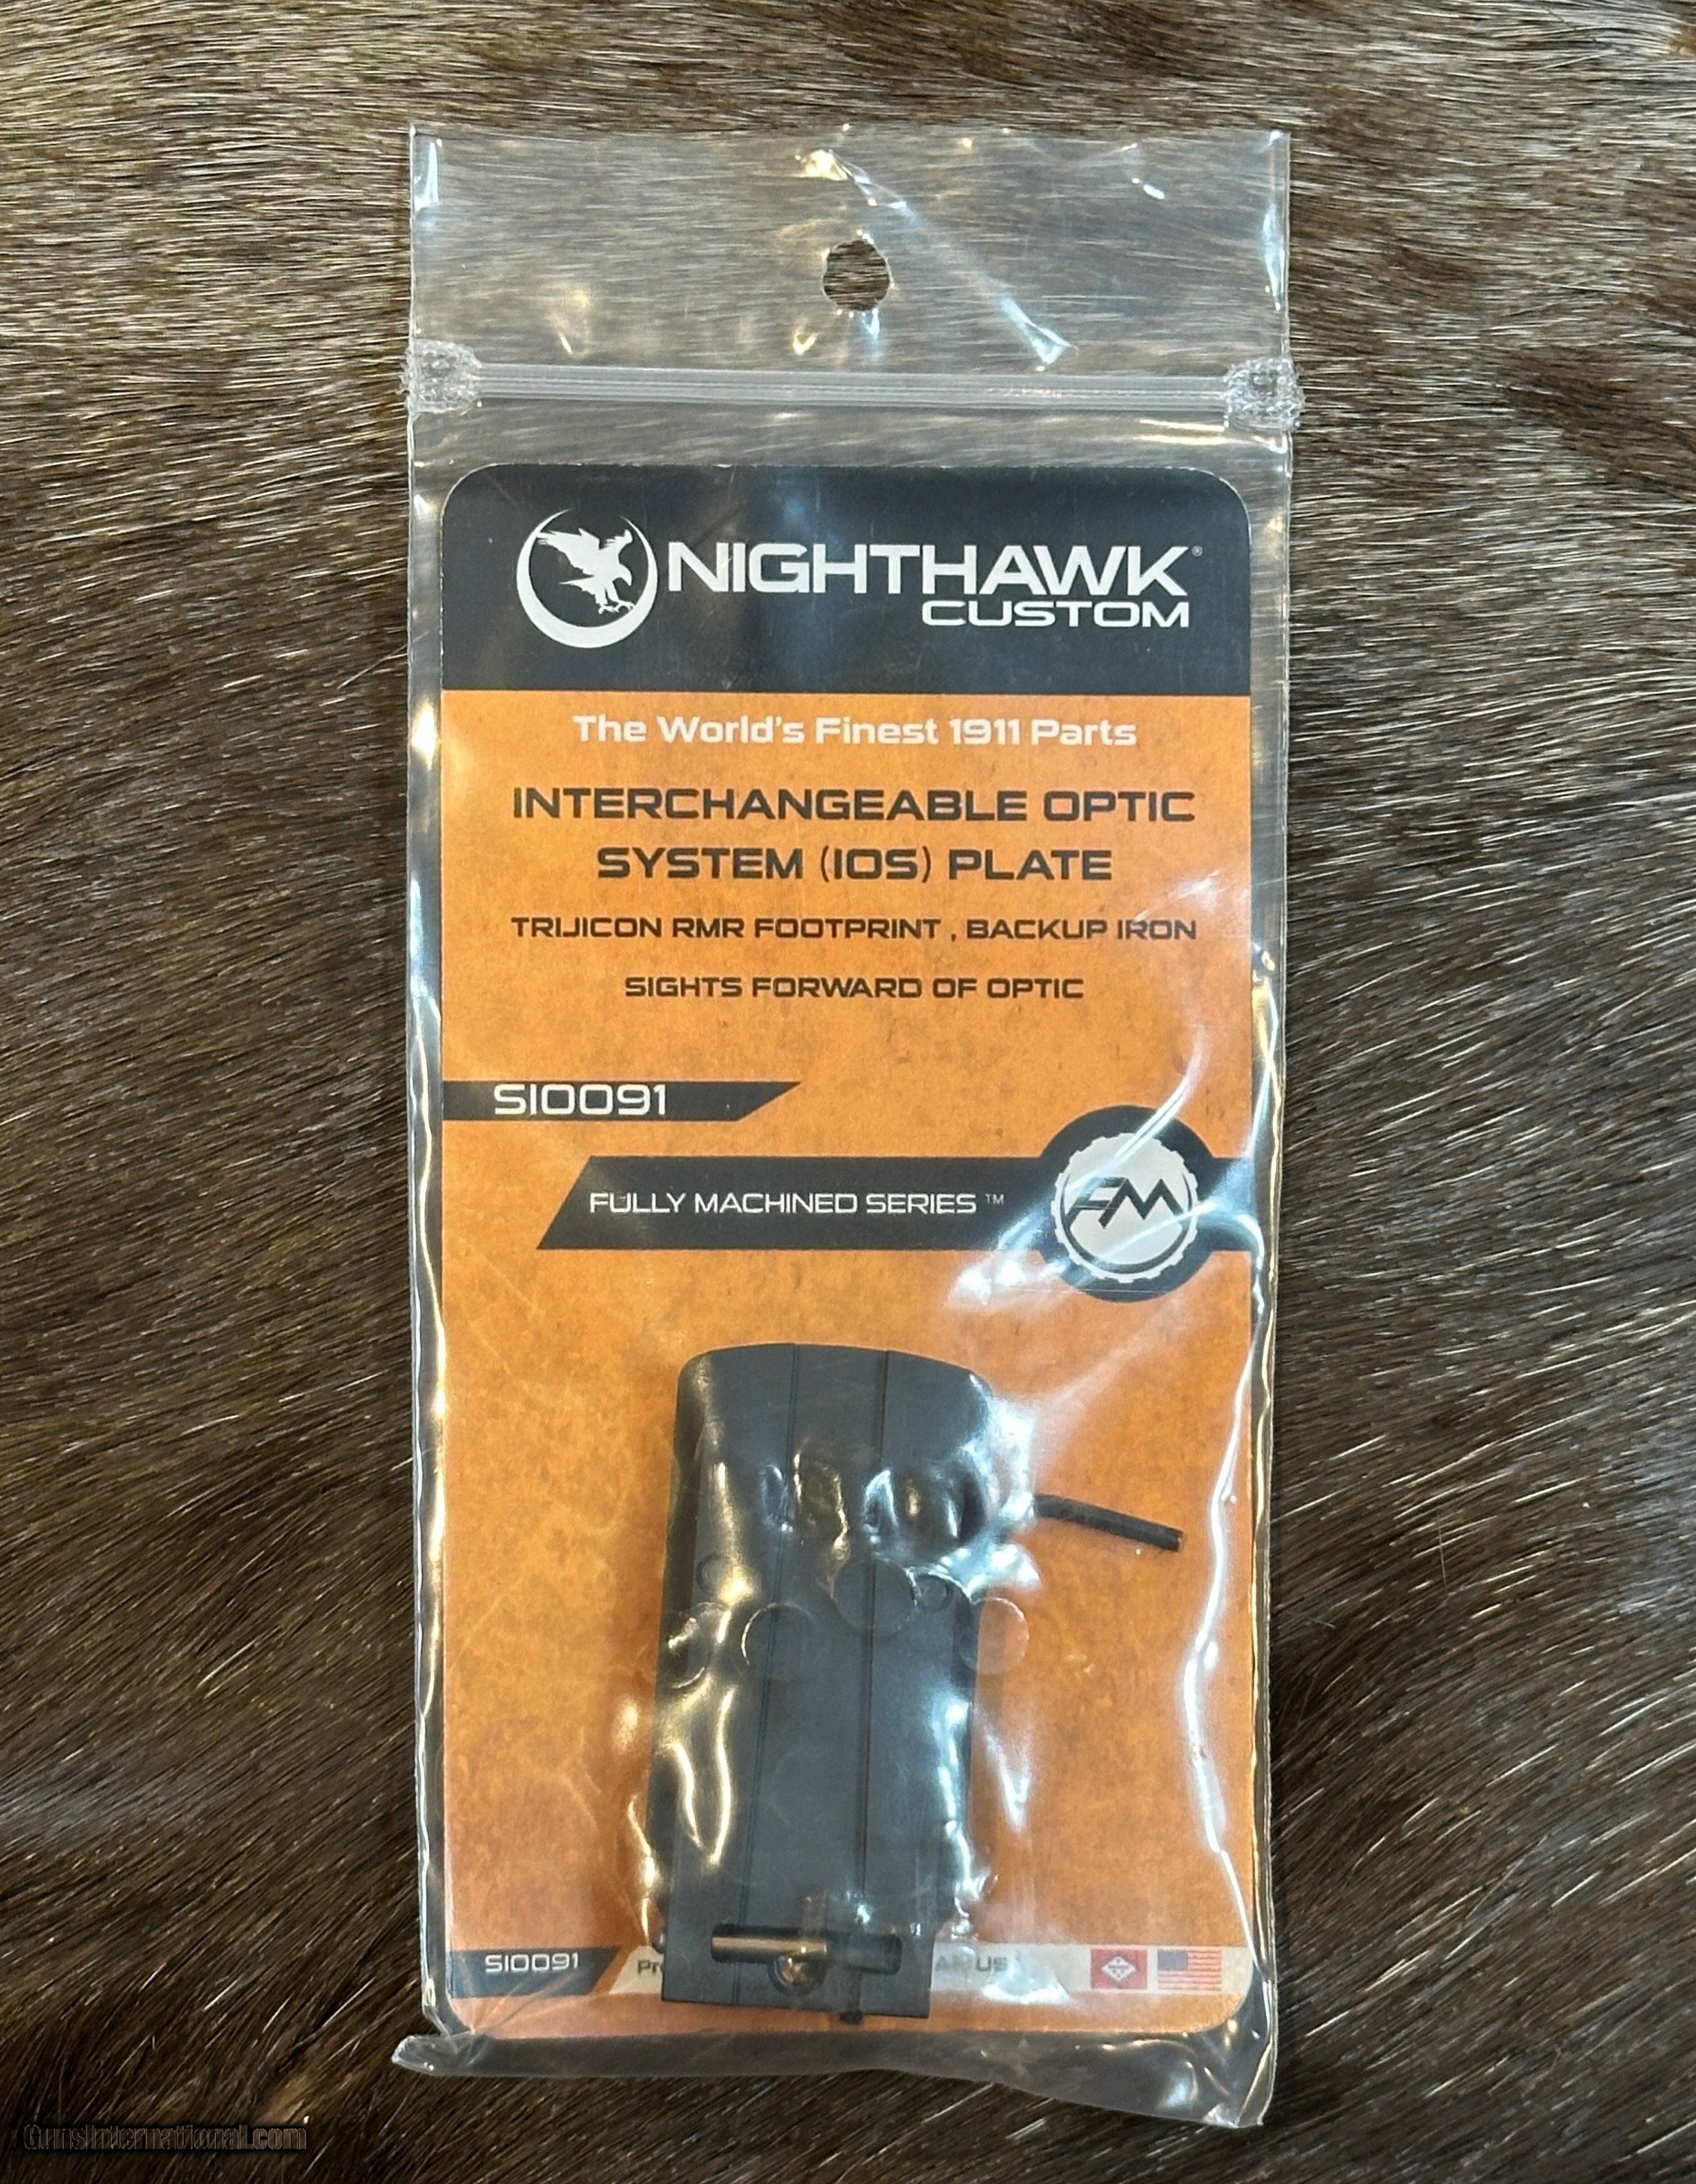 NIGHTHAWK®
CUSTOM
The World's Finest 1911 Parts
INTERCHANGEABLE OPTIC
SYSTEM (IOS) PLATE
TRIJICON RMR FOOTPRINT , BACKUP IRON
SIGHTS FORWARD OF OPTIC
SI0091
FULLY MACHINED SERIES ™
FM
SI0091
GunsInternational.com